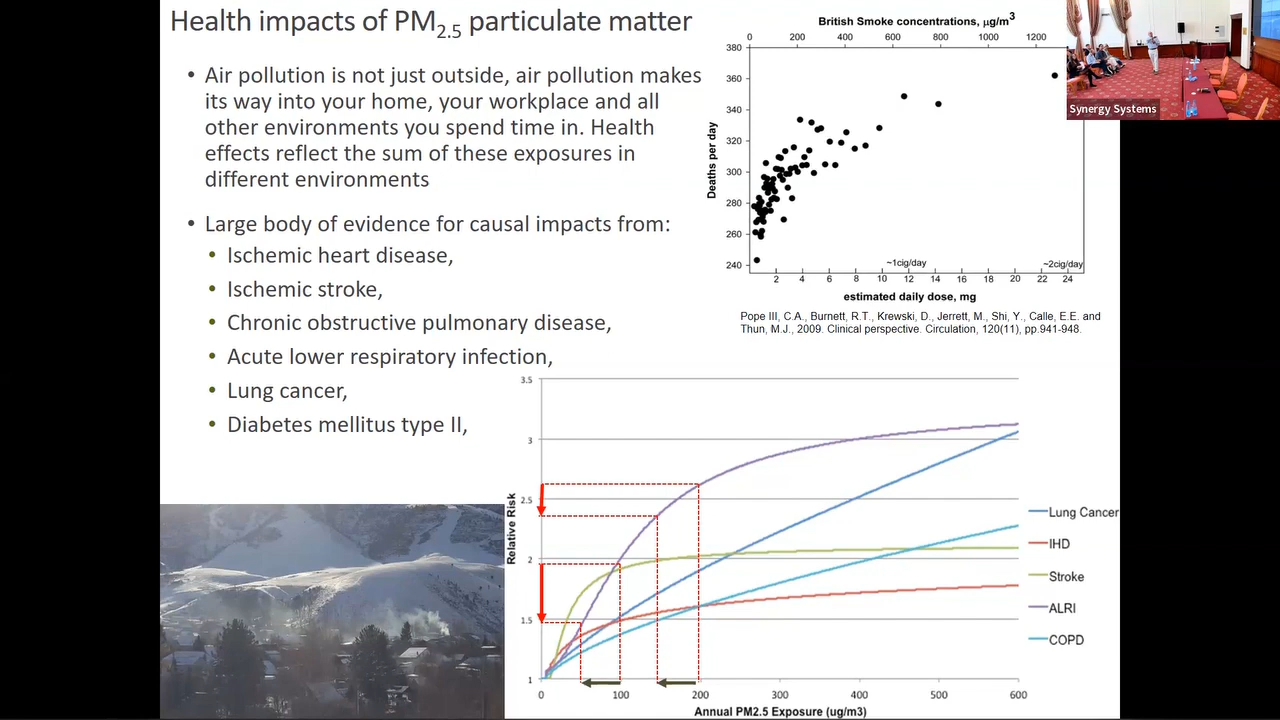 Health impacts of PM2.5 particulate matter
• Air pollution is not just outside, air pollution makes
its way into your home, your workplace and all
other environments you spend time in. Health
effects reflect the sum of these exposures in
different environments
• Large body of evidence for causal impacts from:
• Ischemic heart disease,
• Ischemic stroke,
• Chronic obstructive pulmonary disease,
• Acute lower respiratory infection,
• Lung cancer,
• Diabetes mellitus type II,
British Smoke concentrations, µg/m3
0 200 400 600 800 1000 1200
380
360
340
320
300
280
260
240
Deaths per day
~1cig/day ~2cig/day
2 4 6 8 10 12 14 16 18 20 22 24
estimated daily dose, mg
Pope III, C.A., Burnett, R.T., Krewski, D., Jerrett, M., Shi, Y., Calle, E.E. and
Thun, M.J., 2009. Clinical perspective. Circulation, 120(11), pp.941-948.
Synergy Systems
3.5
3
2.5
2
1.5
1
Relative Risk
0 100 200 300 400 500 600
Annual PM2.5 Exposure (ug/m3)
Lung Cancer
IHD
Stroke
ALRI
COPD